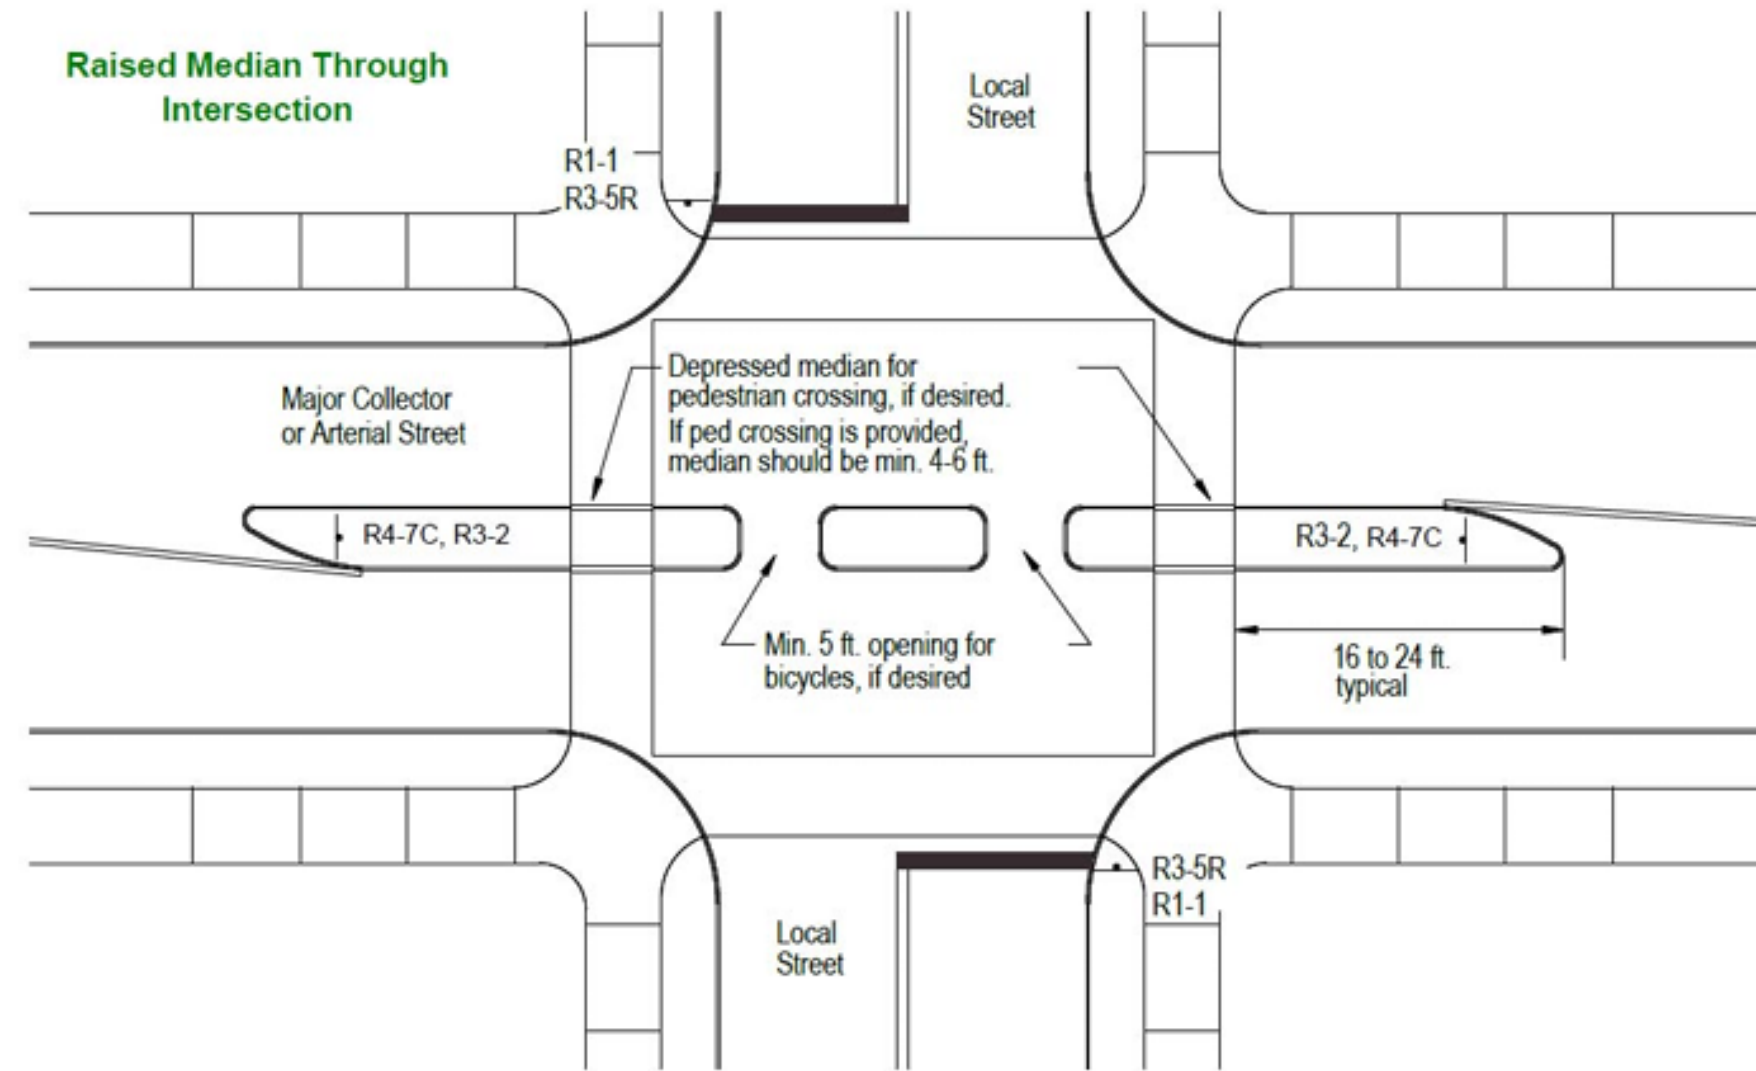 Raised Median Through
Intersection
Local
Street
R1-1
R3-5R
Major Collector
or Arterial Street
Depressed median for
pedestrian crossing, if desired.
If ped crossing is provided,
median should be min. 4-6 ft.
R4-7C, R3-2
R3-2, R4-7C
Min. 5 ft. opening for
bicycles, if desired
16 to 24 ft.
typical
R3-5R
R1-1
Local
Street